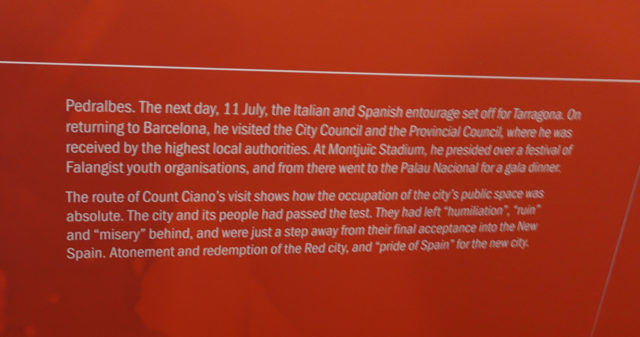 Pedralbes. The next day, 11 July, the Italian and Spanish entourage set off for Tarragona. On
returning to Barcelona, he visited the City Council and the Provincial Council, where he was
received by the highest local authorities. At Montjuïc Stadium, he presided over a festival of
Falangist youth organisations, and from there went to the Palau Nacional for a gala dinner.
The route of Count Ciano's visit shows how the occupation of the city's public space was
absolute. The city and its people had passed the test. They had left "humiliation", "ruin"
and "misery" behind, and were just a step away from their final acceptance into the New
Spain. Atonement and redemption of the Red city, and "pride of Spain" for the new city.